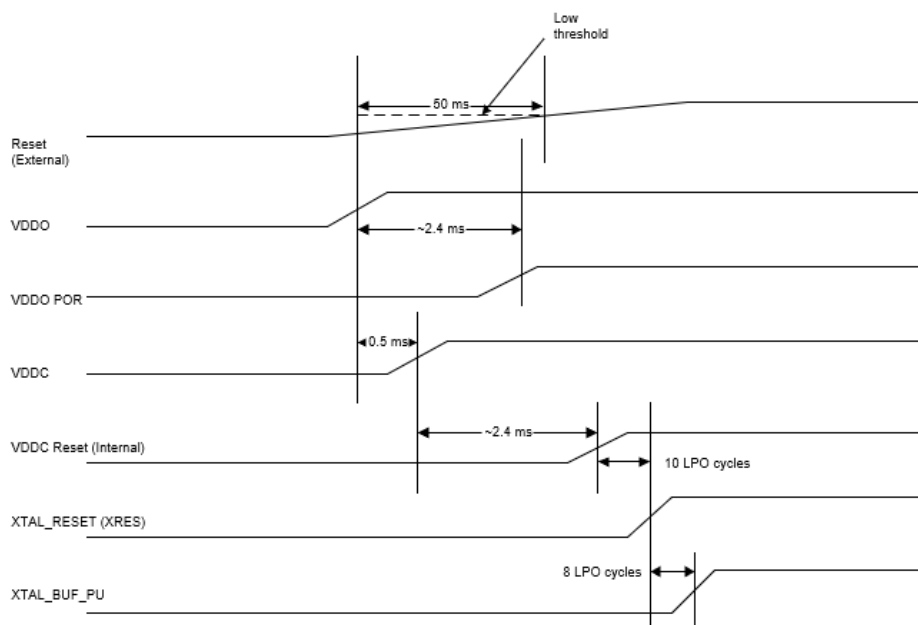 Low
threshold
50 ms
Reset
(External)
VDDO
~2.4 ms
VDDO POR
0.5 ms
VDDC
~2.4 ms
VDDC Reset (Internal)
10 LPO cycles
XTAL_RESET (XRES)
8 LPO cycles
XTAL_BUF_PU